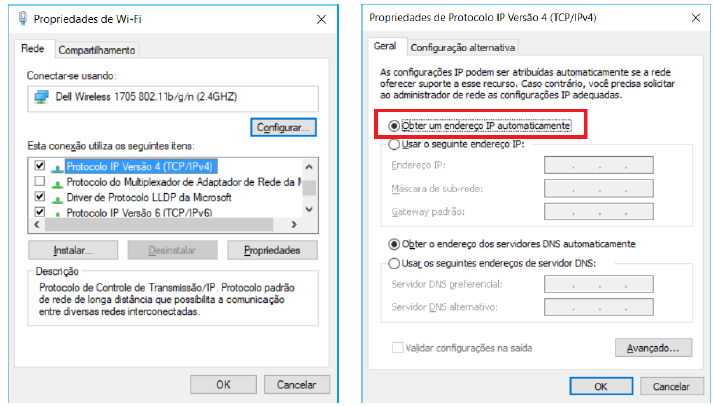 Propriedades de Wi-Fi
Rede
Compartilhamento
Conectar-se usando:
Dell Wireless 1705 802.11b/g/n (2.4GHZ)
Configurar...
Esta conexão utiliza os seguintes itens:
Protocolo IP Versão 4 (TCP/IPv4)
Protocolo do Multiplexador de Adaptador de Rede da
Driver de Protocolo LLDP da Microsoft
Protocolo IP Versão 6 (TCP/IPv6)
Instalar...
Desinstalar
Propriedades
Descrição
Protocolo de Controle de Transmissão/IP. Protocolo padrão
de rede de longa distância que possibilita a comunicação
entre diversas redes interconectadas.
OK
Cancelar
Propriedades de Protocolo IP Versão 4 (TCP/IPv4)
Geral
Configuração alternativa
As configurações IP podem ser atribuídas automaticamente se a rede
oferecer suporte a esse recurso. Caso contrário, você precisa solicitar
ao administrador de rede as configurações IP adequadas.
Obter um endereço IP automaticamente
Usar o seguinte endereço IP:
Endereço IP:
Máscara de sub-rede:
Gateway padrão:
Obter o endereço dos servidores DNS automaticamente
Usar os seguintes endereços de servidor DNS:
Servidor DNS preferencial:
Servidor DNS alternativo:
Validar configurações na saída
Avançado...
OK
Cancelar